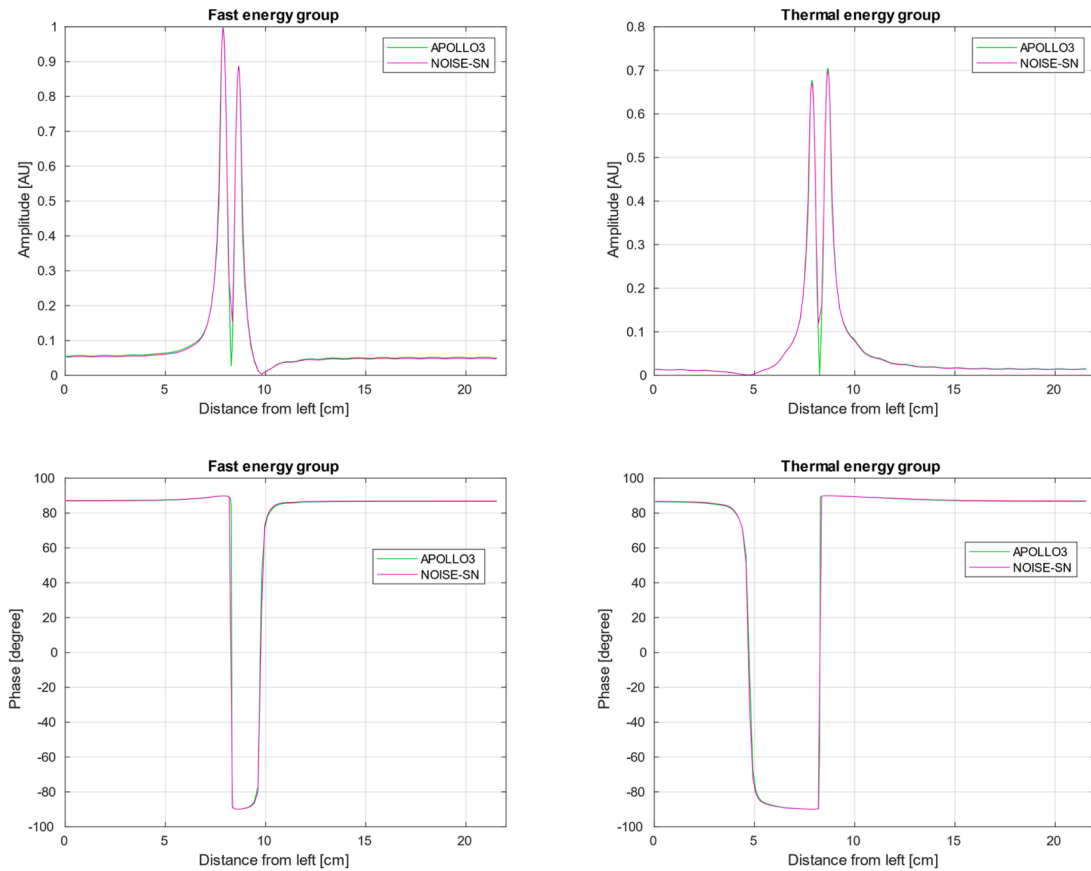 Fast energy group
1
0.9
0.8
0.7
0.6
0.5
0.4
0.3
0.2
0.1
0
Amplitude [AU]
APOLLO3
NOISE-SN
0 5 10 15 20
Distance from left [cm]
Thermal energy group
0.8
0.7
0.6
0.5
0.4
0.3
0.2
0.1
0
Amplitude [AU]
APOLLO3
NOISE-SN
0 5 10 15 20
Distance from left [cm]
Fast energy group
100
80
60
40
20
0
-20
-40
-60
-80
-100
Phase [degree]
APOLLO3
NOISE-SN
0 5 10 15 20
Distance from left [cm]
Thermal energy group
100
80
60
40
20
0
-20
-40
-60
-80
-100
Phase [degree]
APOLLO3
NOISE-SN
0 5 10 15 20
Distance from left [cm]